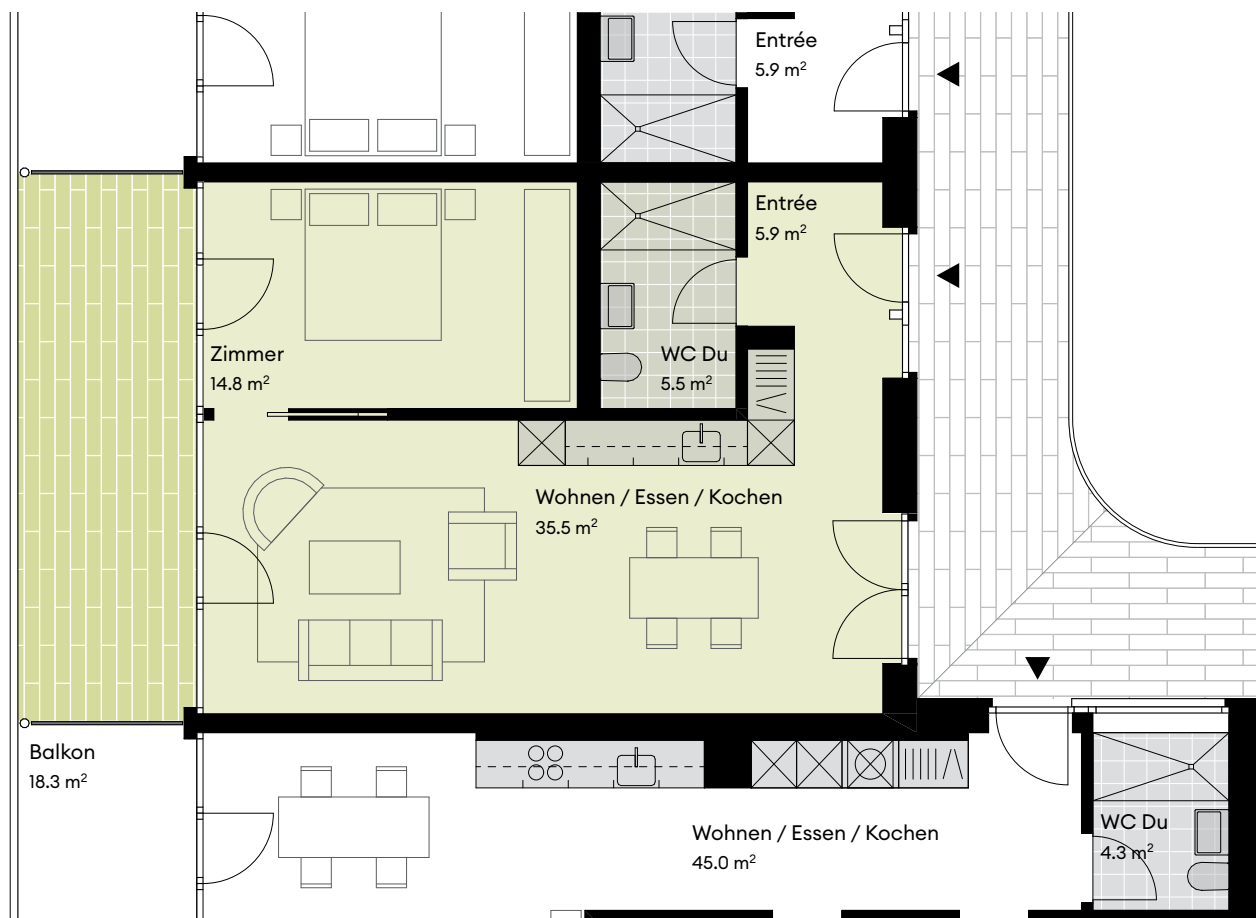 Entrée
5.9 m²
Entrée
5.9 m²
Zimmer
14.8 m²
WC Du
5.5 m²
Wohnen / Essen / Kochen
35.5 m²
Balkon
18.3 m²
Wohnen / Essen / Kochen
45.0 m²
WC Du
4.3 m²